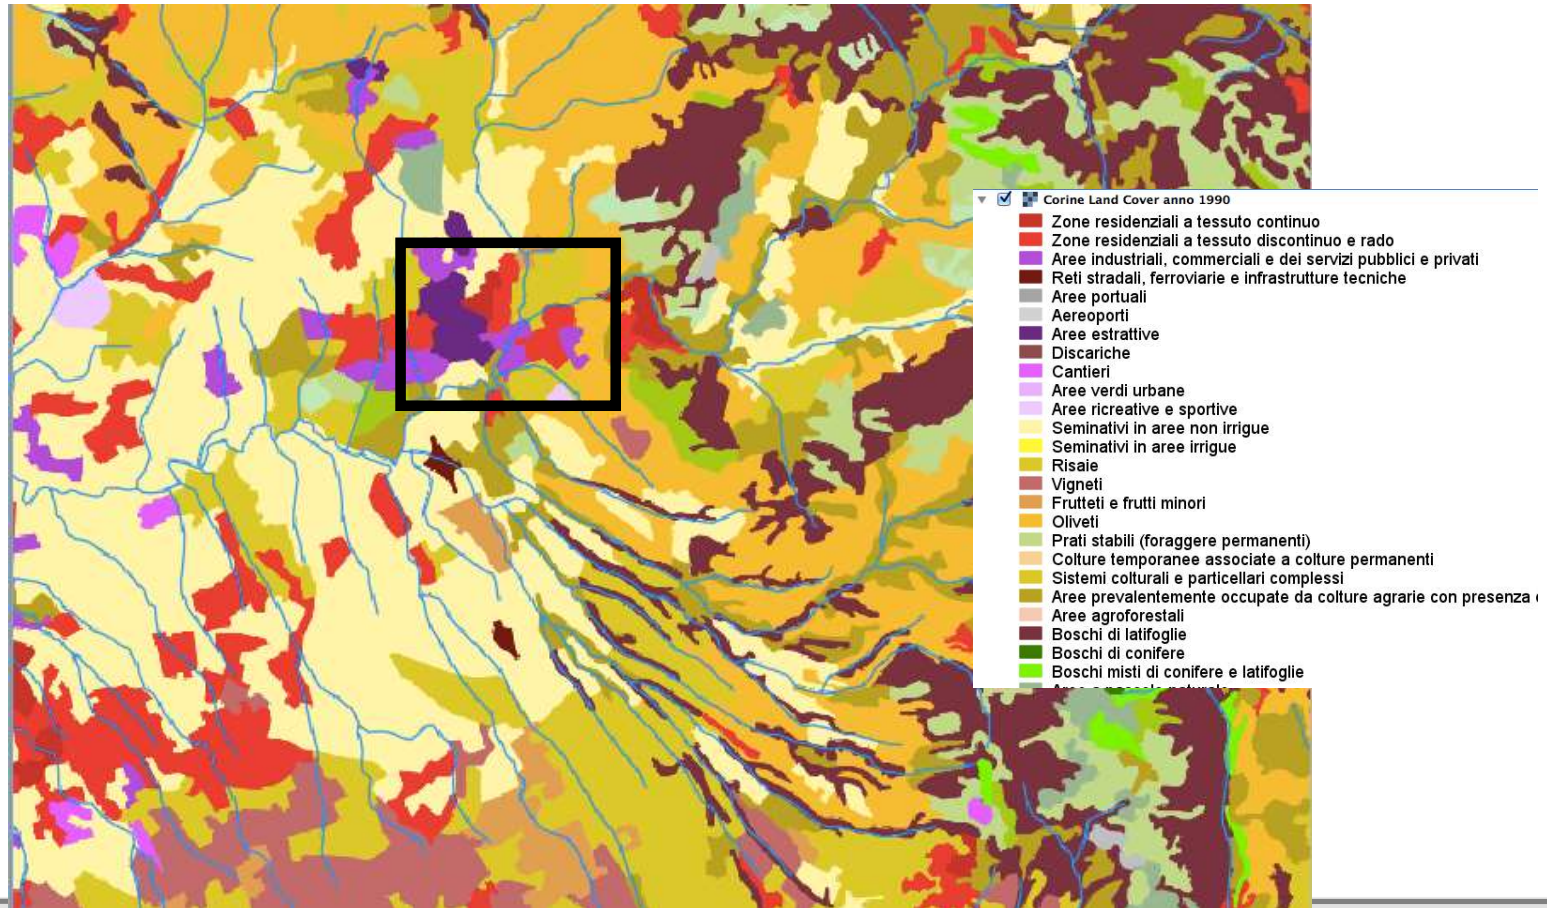 Corine Land Cover anno 1990
Zone residenziali a tessuto continuo
Zone residenziali a tessuto discontinuo e rado
Aree industriali, commerciali e dei servizi pubblici e privati
Reti stradali, ferroviarie e infrastrutture tecniche
Aree portuali
Aereoporti
Aree estrattive
Discariche
Cantieri
Aree verdi urbane
Aree ricreative e sportive
Seminativi in aree non irrigue
Seminativi in aree irrigue
Risaie
Vigneti
Frutteti e frutti minori
Oliveti
Prati stabili (foraggere permanenti)
Colture temporanee associate a colture permanenti
Sistemi colturali e particellari complessi
Aree prevalentemente occupate da colture agrarie con presenza
Aree agroforestali
Boschi di latifoglie
Boschi di conifere
Boschi misti di conifere e latifoglie